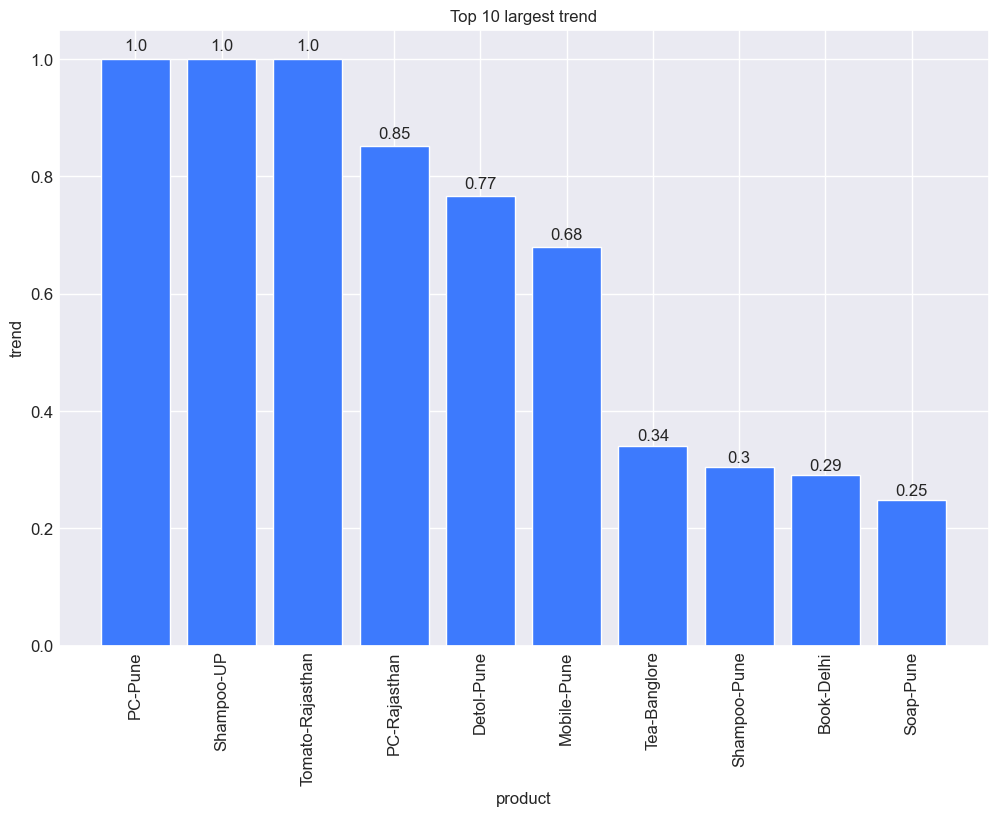 Top 10 largest trend
1.0
1.0
1.0
0.85
0.77
0.68
0.34
0.3
0.29
0.25
1.0
0.8
0.6
0.4
0.2
0.0
trend
PC-Pune
Shampoo-UP
Tomato-Rajasthan
PC-Rajasthan
Detol-Pune
Mobile-Pune
Tea-Banglore
Shampoo-Pune
Book-Delhi
Soap-Pune
product